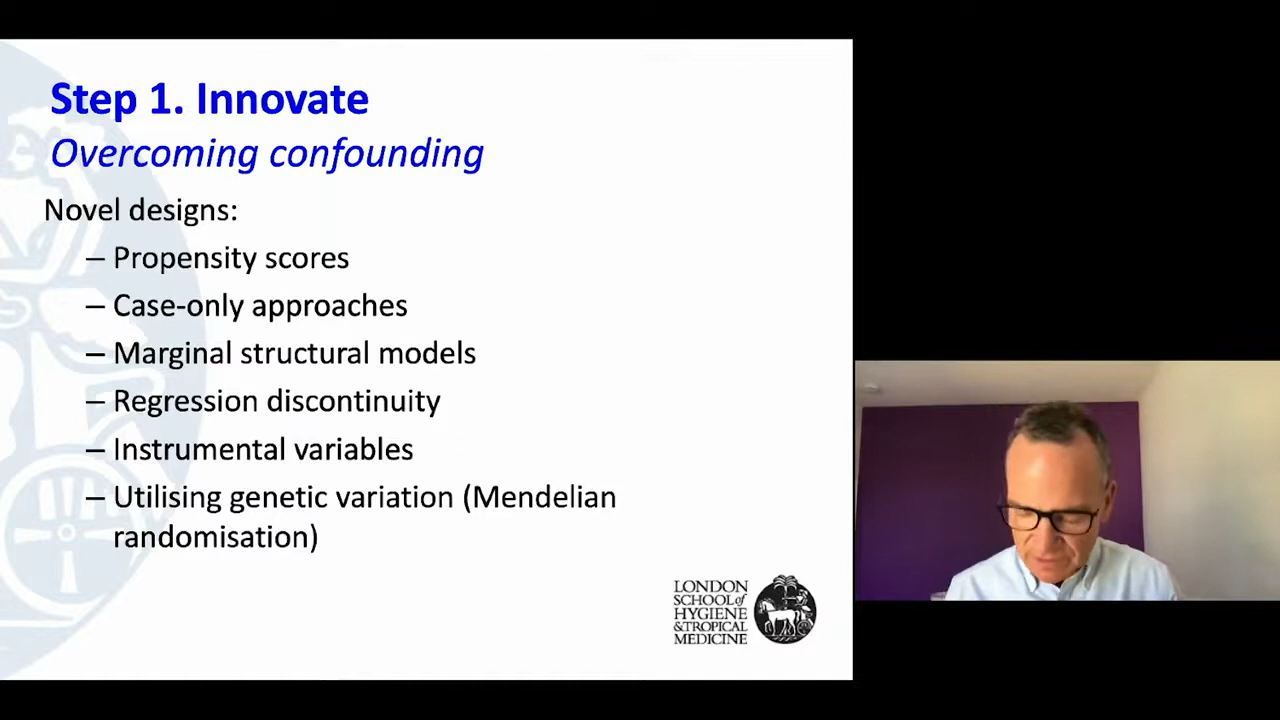 Step 1. Innovate
Overcoming confounding
Novel designs:
– Propensity scores
– Case-only approaches
– Marginal structural models
– Regression discontinuity
– Instrumental variables
– Utilising genetic variation (Mendelian
randomisation)
LONDON
SCHOOL of
HYGIENE
& TROPICAL
MEDICINE